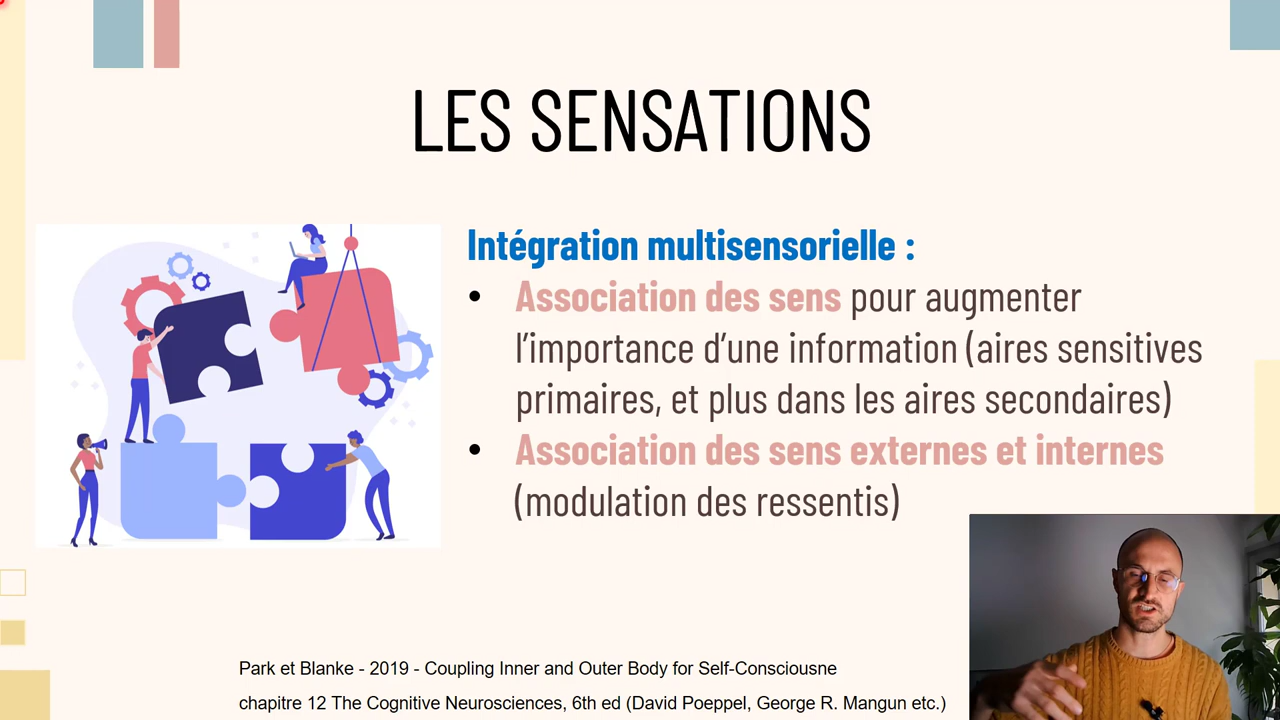 LES SENSATIONS
Intégration multisensorielle :
• Association des sens pour augmenter
l'importance d'une information (aires sensitives
primaires, et plus dans les aires secondaires)
• Association des sens externes et internes
(modulation des ressentis)
Park et Blanke - 2019 - Coupling Inner and Outer Body for Self-Consciousne
chapitre 12 The Cognitive Neurosciences, 6th ed (David Poeppel, George R. Mangun etc.)